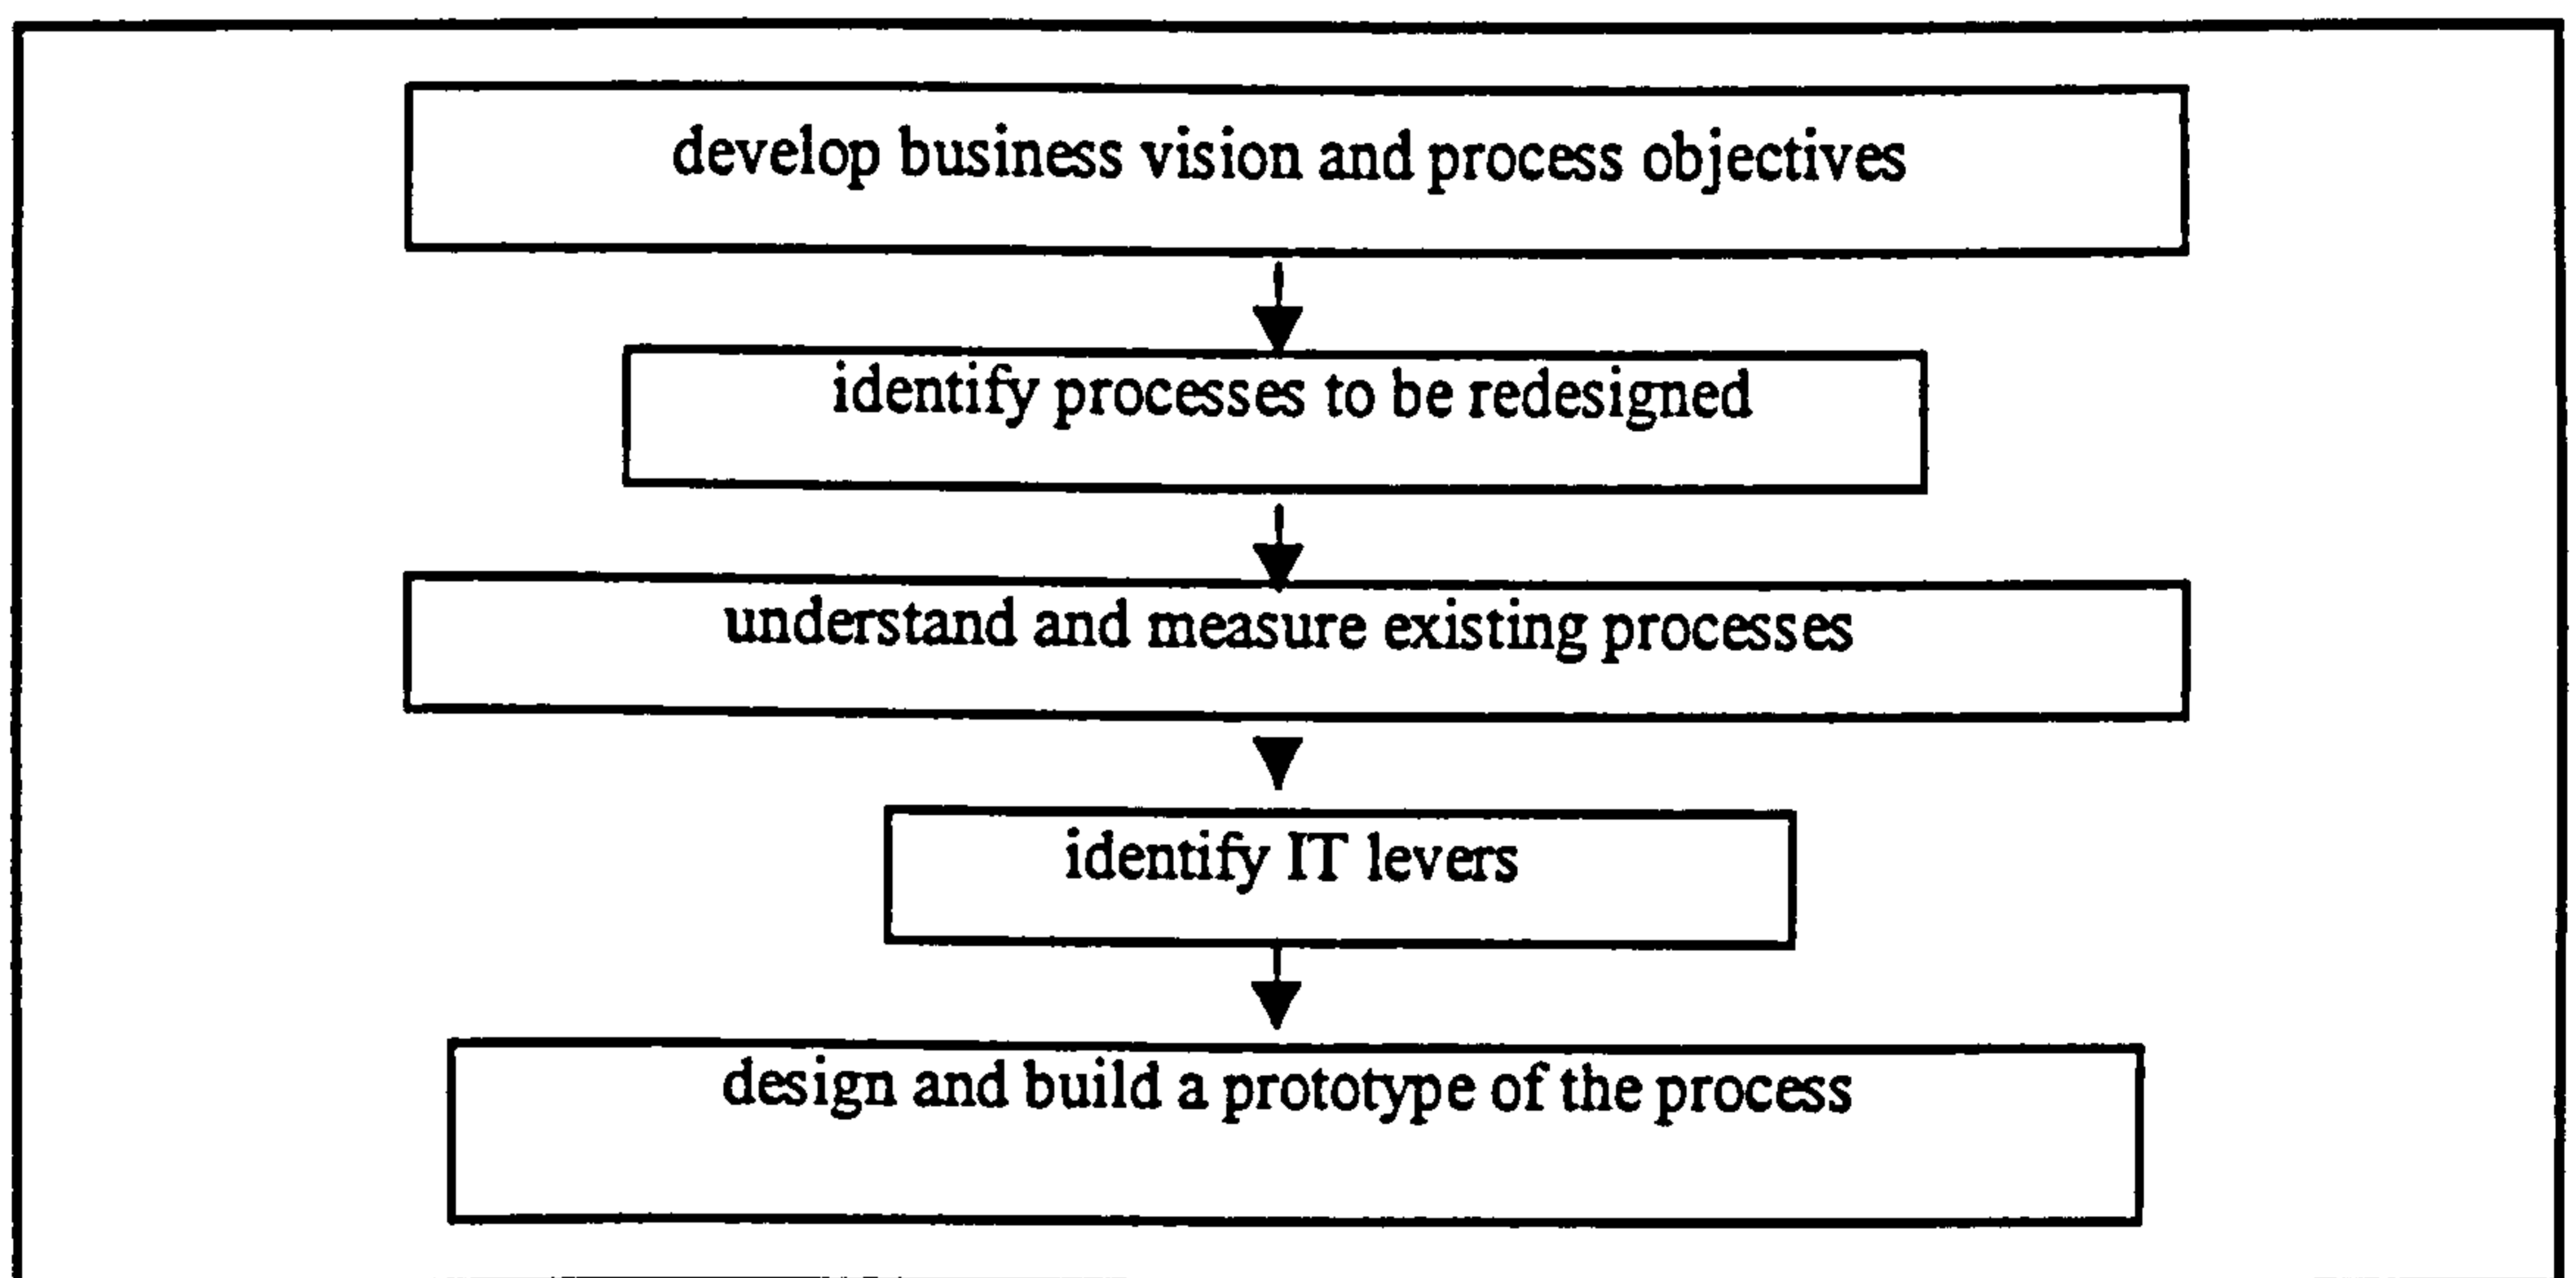 develop business vision and process objectives
identify processes to be redesigned
understand and measure existing processes
identify IT levers
design and build a prototype of the process